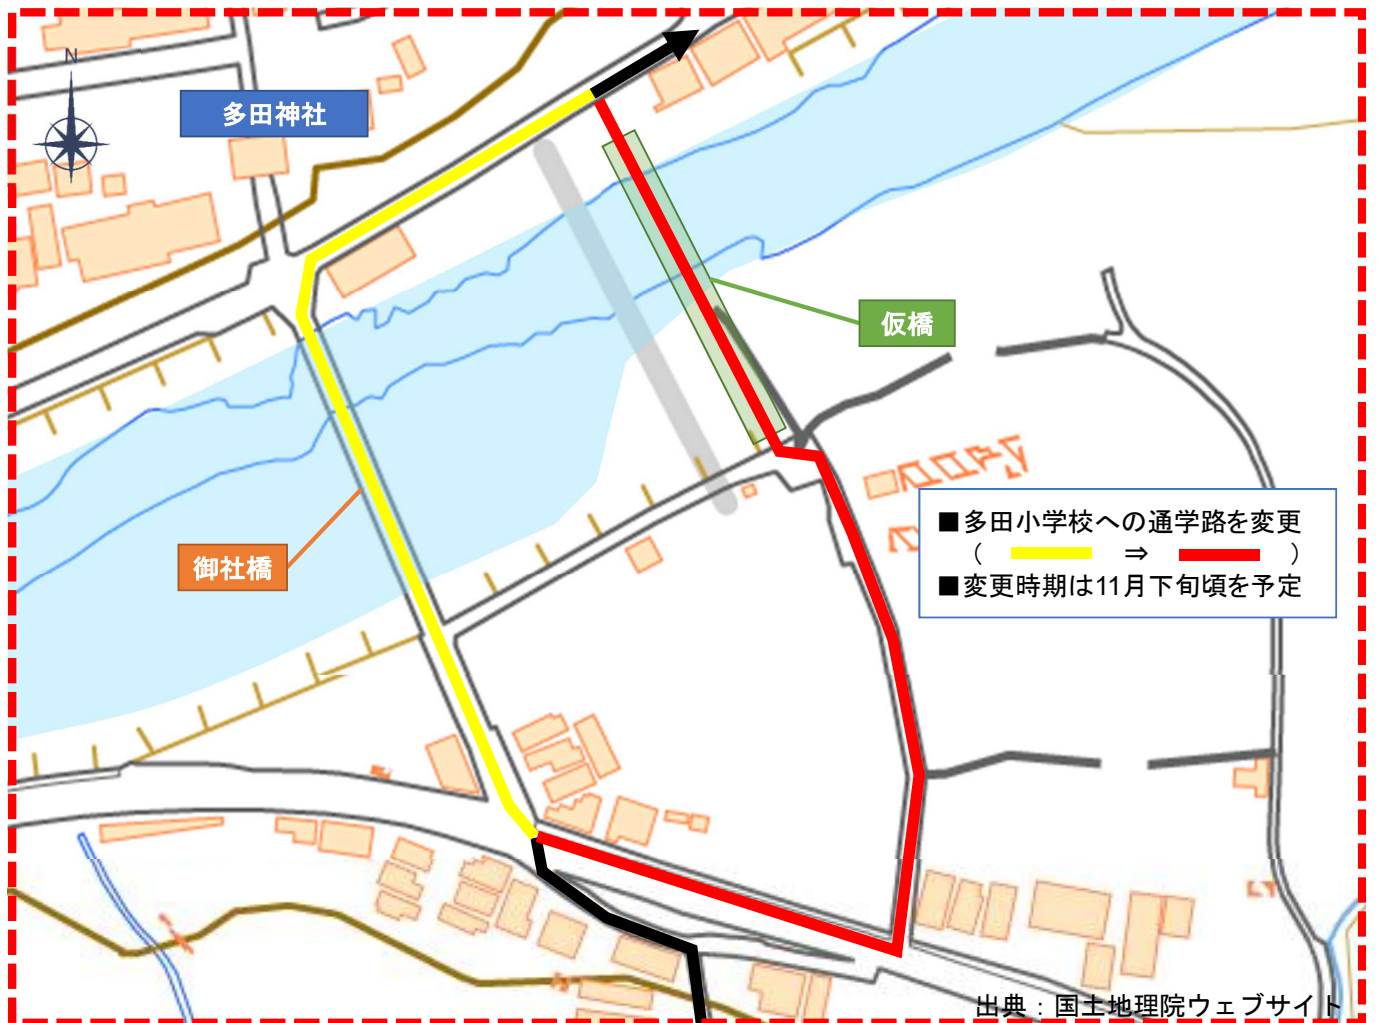 N
多田神社
仮橋
御社橋
■多田小学校への通学路を変更
（ ⇒ ）
■変更時期は11月下旬頃を予定
出典：国土地理院ウェブサイト